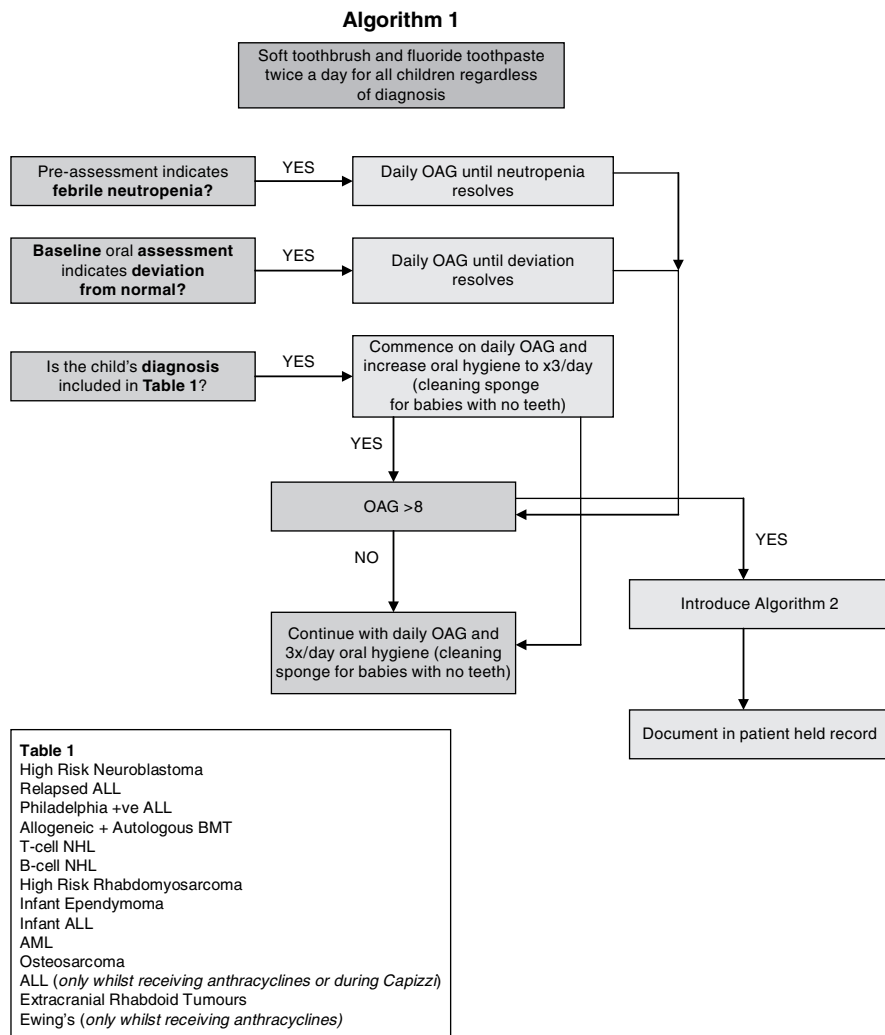 Algorithm 1
Soft toothbrush and fluoride toothpaste
twice a day for all children regardless
of diagnosis
Pre-assessment indicates
febrile neutropenia?
YES
Daily OAG until neutropenia
resolves
Baseline oral assessment
indicates deviation
from normal?
YES
Daily OAG until deviation
resolves
Is the child's diagnosis
included in Table 1?
YES
Commence on daily OAG and
increase oral hygiene to x3/day
(cleaning sponge
for babies with no teeth)
YES
OAG >8
YES
NO
Introduce Algorithm 2
Continue with daily OAG and
3x/day oral hygiene (cleaning
sponge for babies with no teeth)
Document in patient held record
Table 1
High Risk Neuroblastoma
Relapsed ALL
Philadelphia +ve ALL
Allogeneic + Autologous BMT
T-cell NHL
B-cell NHL
High Risk Rhabdomyosarcoma
Infant Ependymoma
Infant ALL
AML
Osteosarcoma
ALL (only whilst receiving anthracyclines or during Capizzi)
Extracranial Rhabdoid Tumours
Ewing's (only whilst receiving anthracyclines)